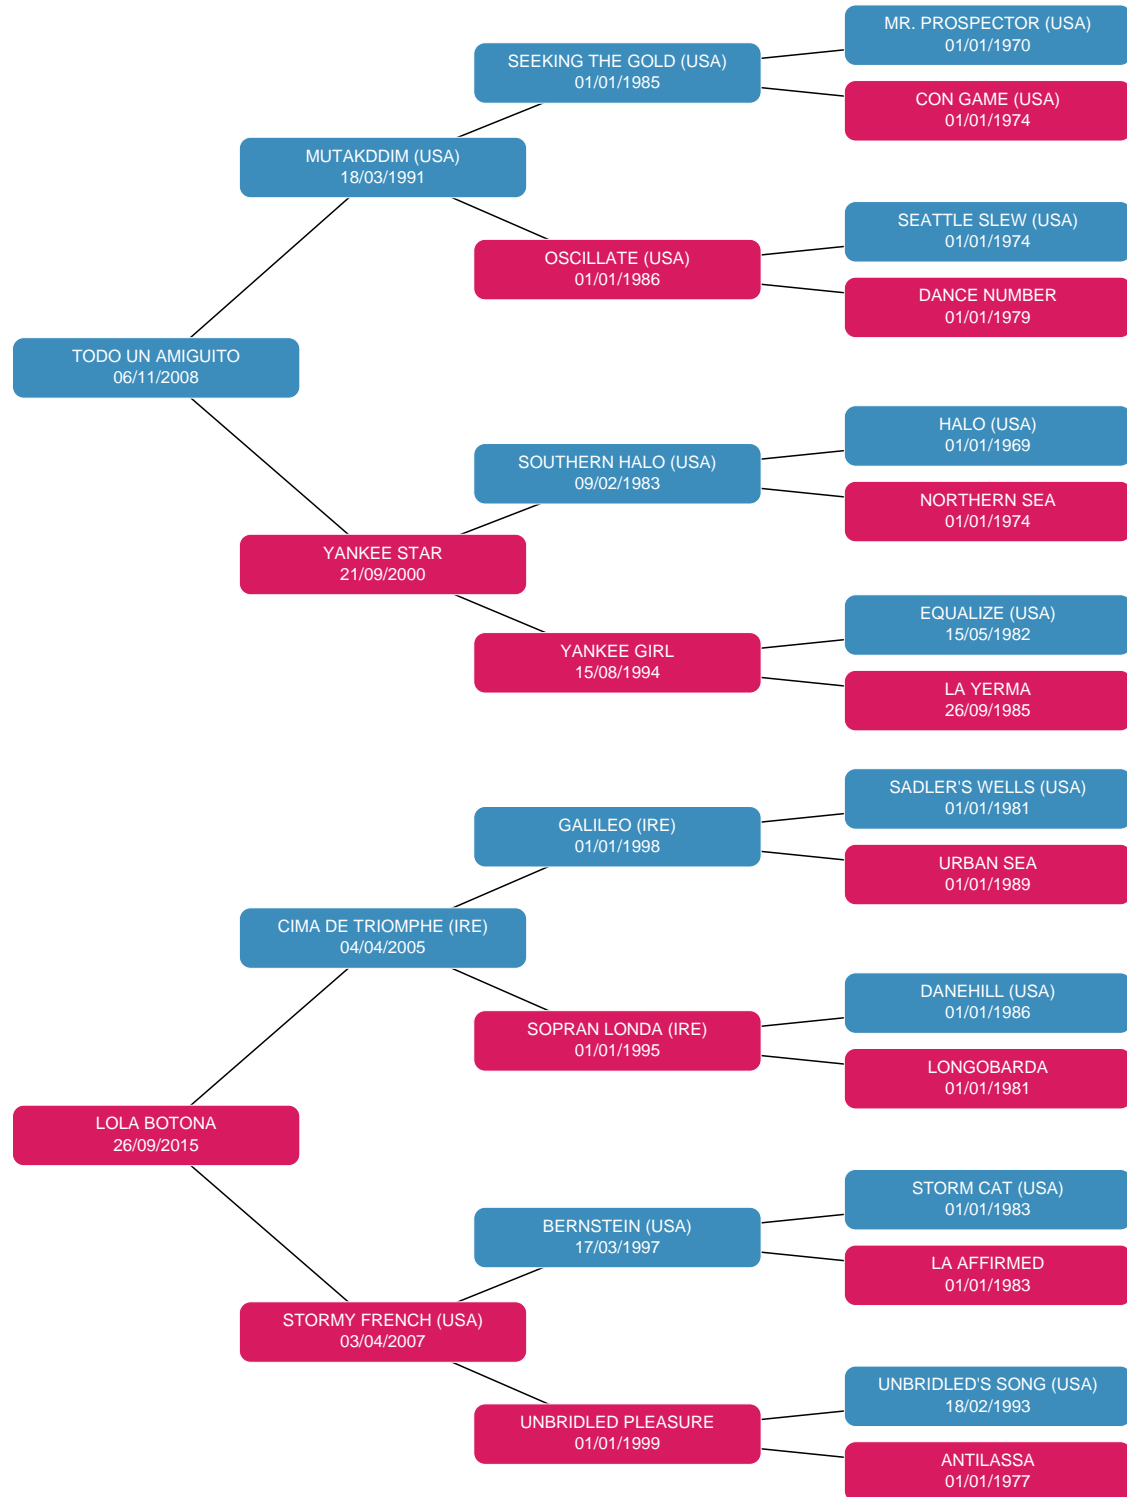 MR. PROSPECTOR (USA)
01/01/1970
SEEKING THE GOLD (USA)
01/01/1985
CON GAME (USA)
01/01/1974
MUTAKDDIM (USA)
18/03/1991
SEATTLE SLEW (USA)
01/01/1974
OSCILLATE (USA)
01/01/1986
DANCE NUMBER
01/01/1979
TODO UN AMIGUITO
06/11/2008
HALO (USA)
01/01/1969
SOUTHERN HALO (USA)
09/02/1983
NORTHERN SEA
01/01/1974
YANKEE STAR
21/09/2000
EQUALIZE (USA)
15/05/1982
YANKEE GIRL
15/08/1994
LA YERMA
26/09/1985
SADLER'S WELLS (USA)
01/01/1981
GALILEO (IRE)
01/01/1998
URBAN SEA
01/01/1989
CIMA DE TRIOMPHE (IRE)
04/04/2005
DANEHILL (USA)
01/01/1986
SOPRAN LONDA (IRE)
01/01/1995
LONGOBARDA
01/01/1981
LOLA BOTONA
26/09/2015
STORM CAT (USA)
01/01/1983
BERNSTEIN (USA)
17/03/1997
LA AFFIRMED
01/01/1983
STORMY FRENCH (USA)
03/04/2007
UNBRIDLED'S SONG (USA)
18/02/1993
UNBRIDLED PLEASURE
01/01/1999
ANTILASSA
01/01/1977